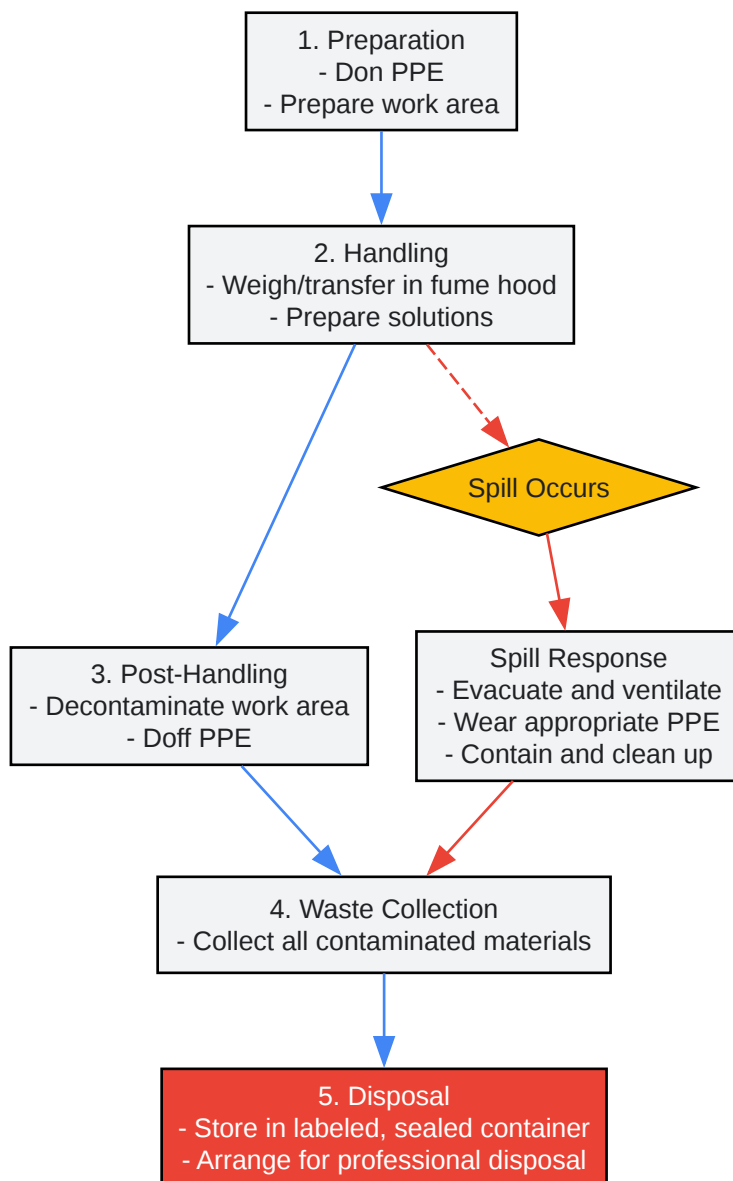 1. Preparation
- Don PPE
- Prepare work area
2. Handling
- Weigh/transfer in fume hood
- Prepare solutions
Spill Occurs
3. Post-Handling
- Decontaminate work area
- Doff PPE
Spill Response
- Evacuate and ventilate
- Wear appropriate PPE
- Contain and clean up
4. Waste Collection
- Collect all contaminated materials
5. Disposal
- Store in labeled, sealed container
- Arrange for professional disposal